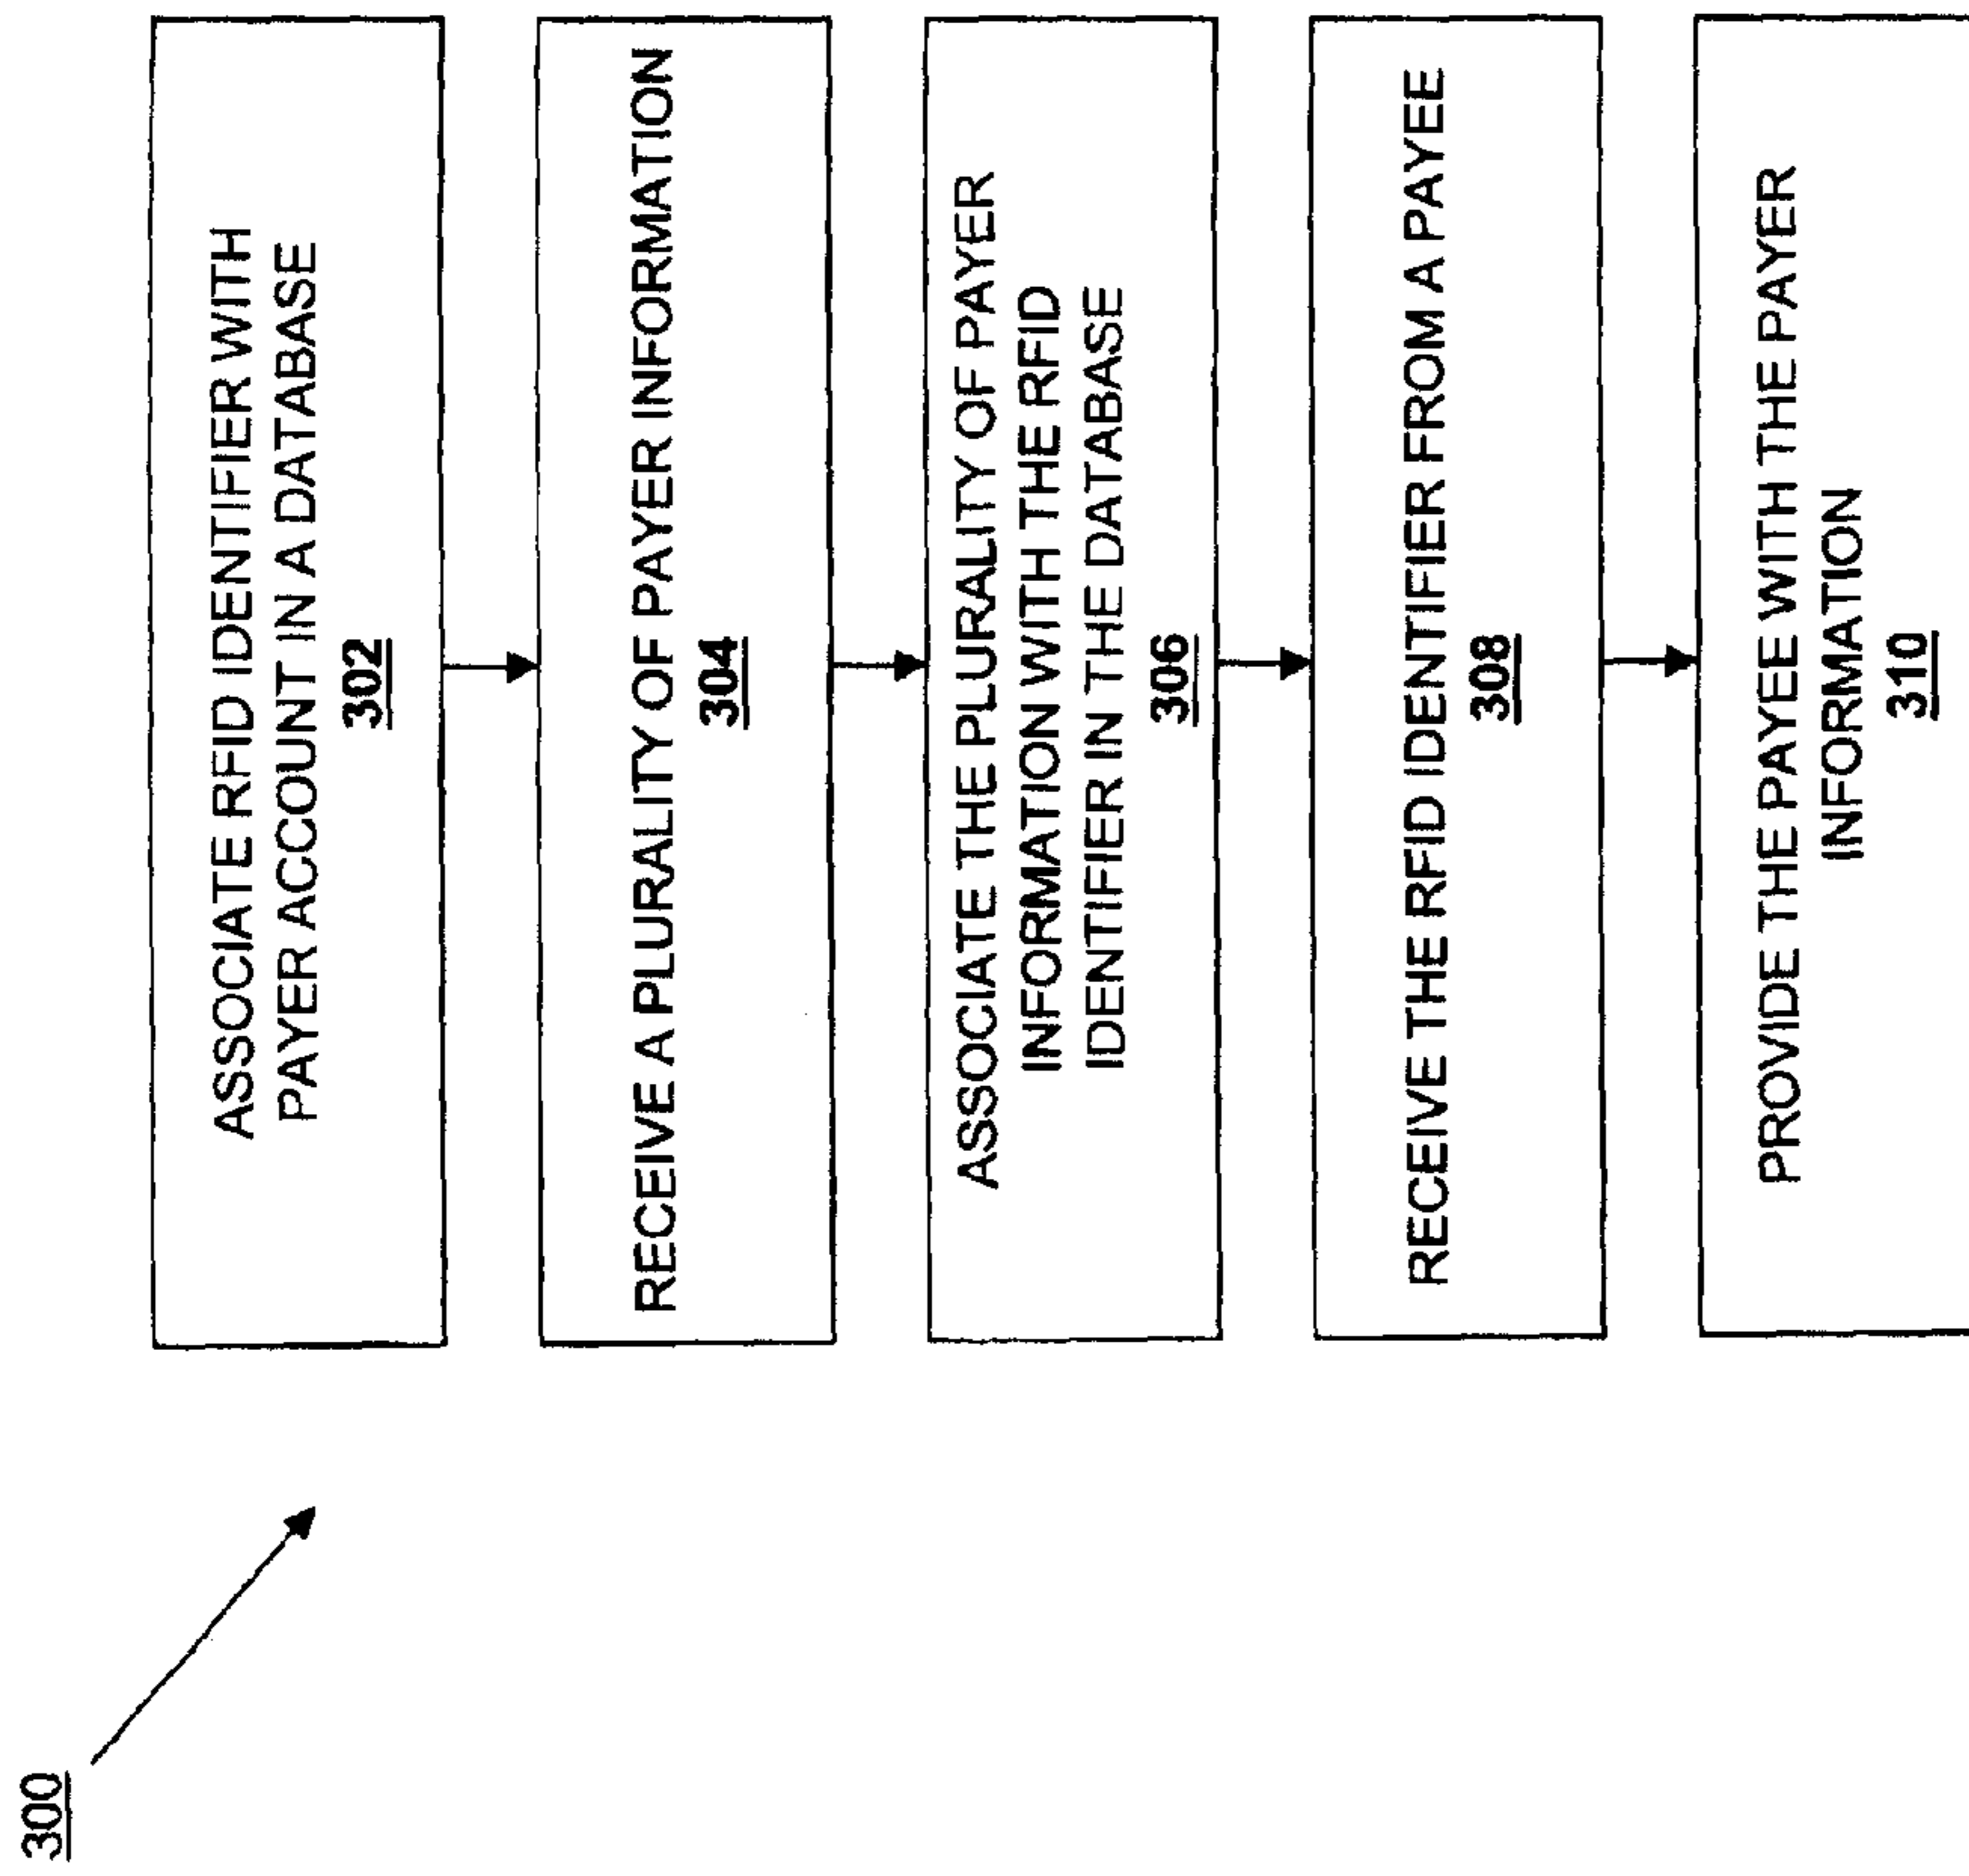 300
ASSOCIATE RFID IDENTIFIER WITH
PAYER ACCOUNT IN A DATABASE
302
RECEIVE A PLURALITY OF PAYER INFORMATION
304
ASSOCIATE THE PLURALITY OF PAYER
INFORMATION WITH THE RFID
IDENTIFIER IN THE DATABASE
306
RECEIVE THE RFID IDENTIFIER FROM A PAYEE
308
PROVIDE THE PAYEE WITH THE PAYER
INFORMATION
310